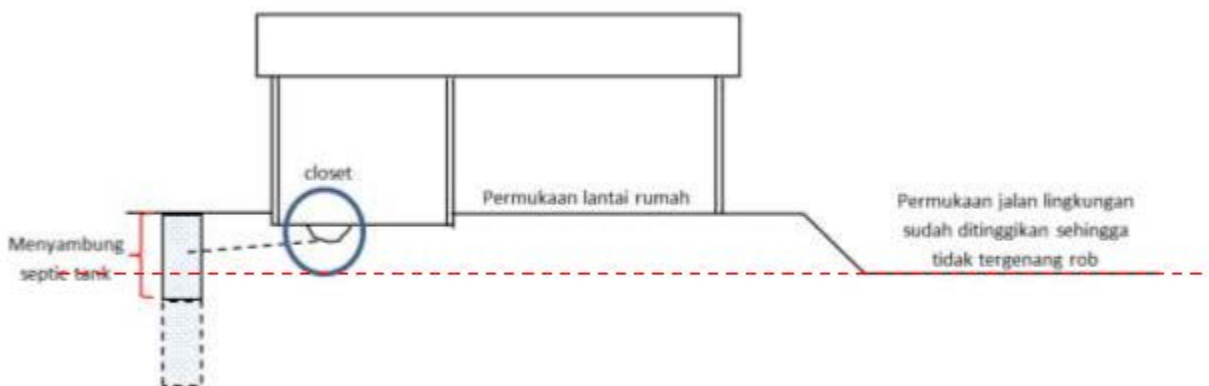 closet
Permukaan lantai rumah
Permukaan jalan lingkungan
sudah ditinggikan sehingga
tidak tergenang rob
Menyambung
septic tank